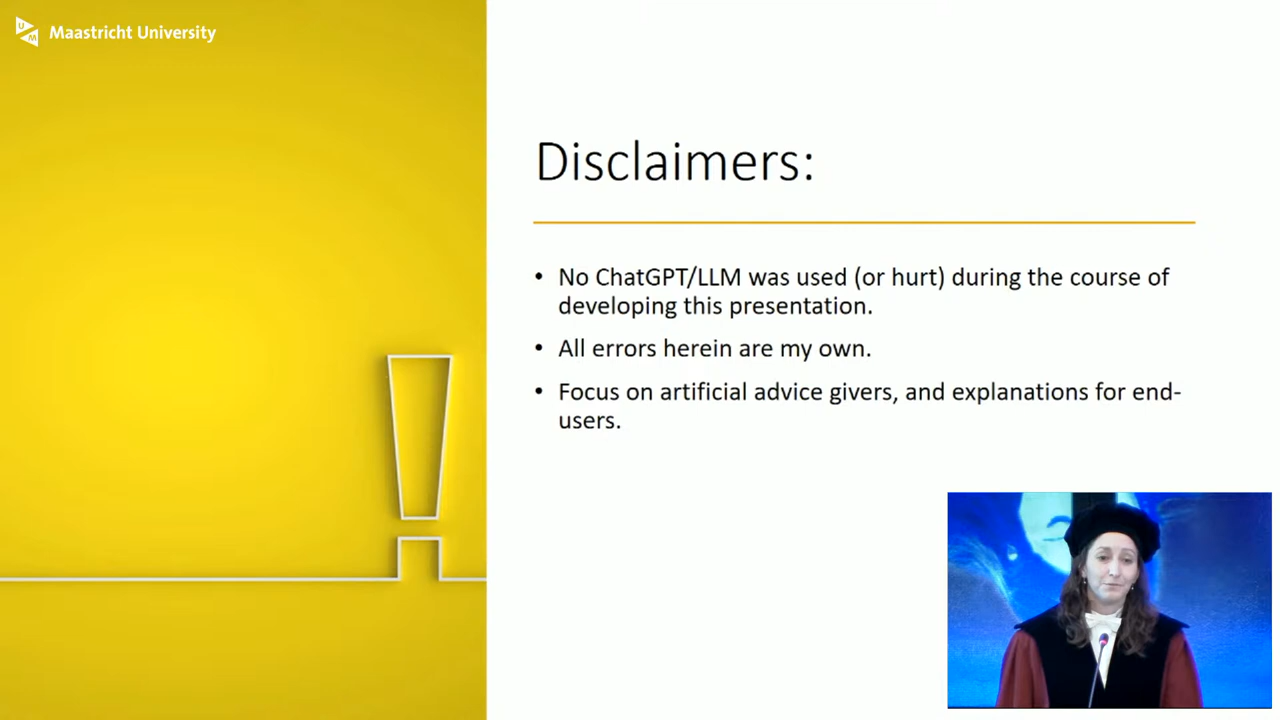 Maastricht University
Disclaimers:
• No ChatGPT/LLM was used (or hurt) during the course of
developing this presentation.
• All errors herein are my own.
• Focus on artificial advice givers, and explanations for end-
users.